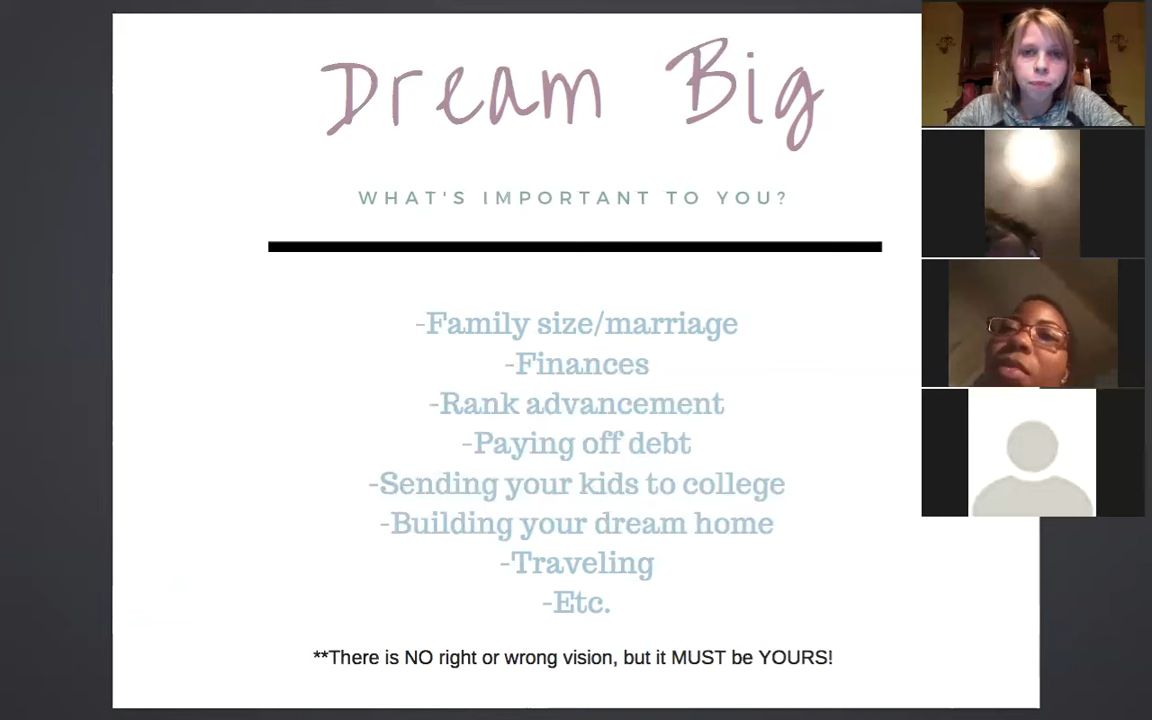 Dream Big
WHAT'S IMPORTANT TO YOU?
-Family size/marriage
-Finances
-Rank advancement
-Paying off debt
-Sending your kids to college
-Building your dream home
-Traveling
-Etc.
**There is NO right or wrong vision, but it MUST be YOURS!